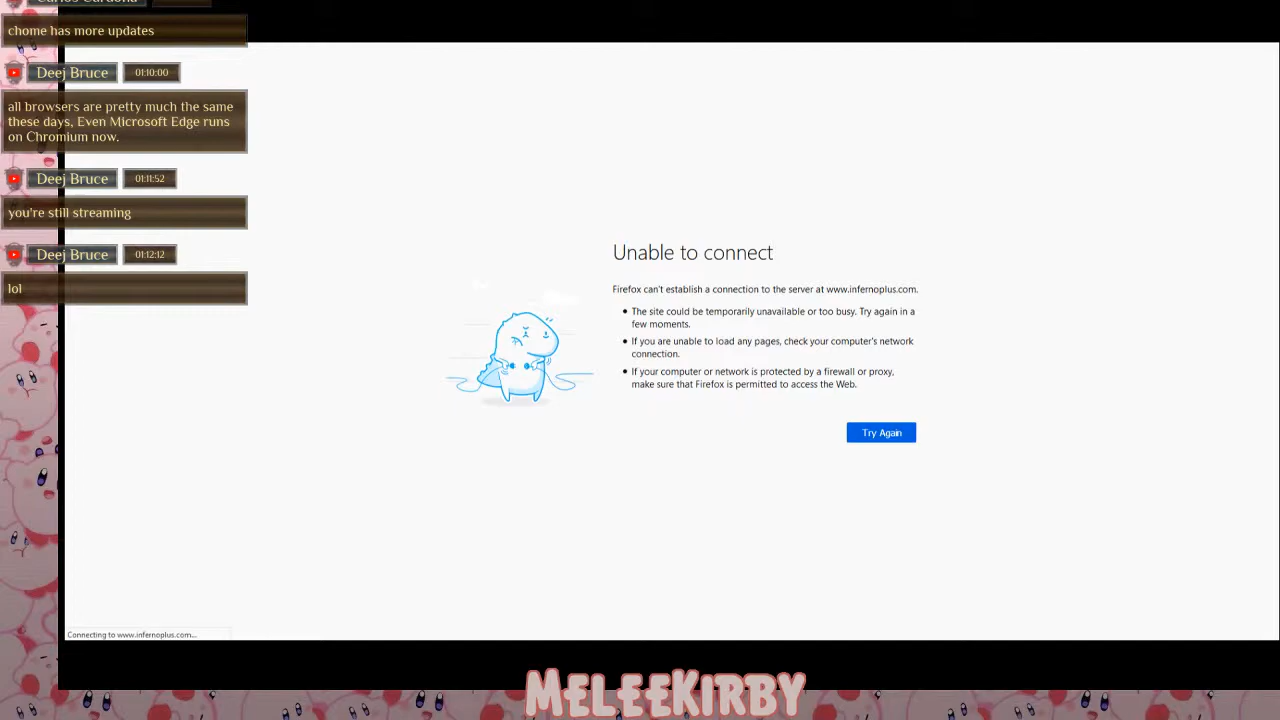 Carlos Cardona
chome has more updates
Deej Bruce
01:10:00
all browsers are pretty much the same
these days, Even Microsoft Edge runs
on Chromium now.
Deej Bruce
01:11:52
you're still streaming
Deej Bruce
01:12:12
lol
Unable to connect
Firefox can't establish a connection to the server at www.infernoplus.com.
The site could be temporarily unavailable or too busy. Try again in a
few moments.
If you are unable to load any pages, check your computer's network
connection.
If your computer or network is protected by a firewall or proxy,
make sure that Firefox is permitted to access the Web.
Try Again
Connecting to www.infernoplus.com...
MELEEKIRBY